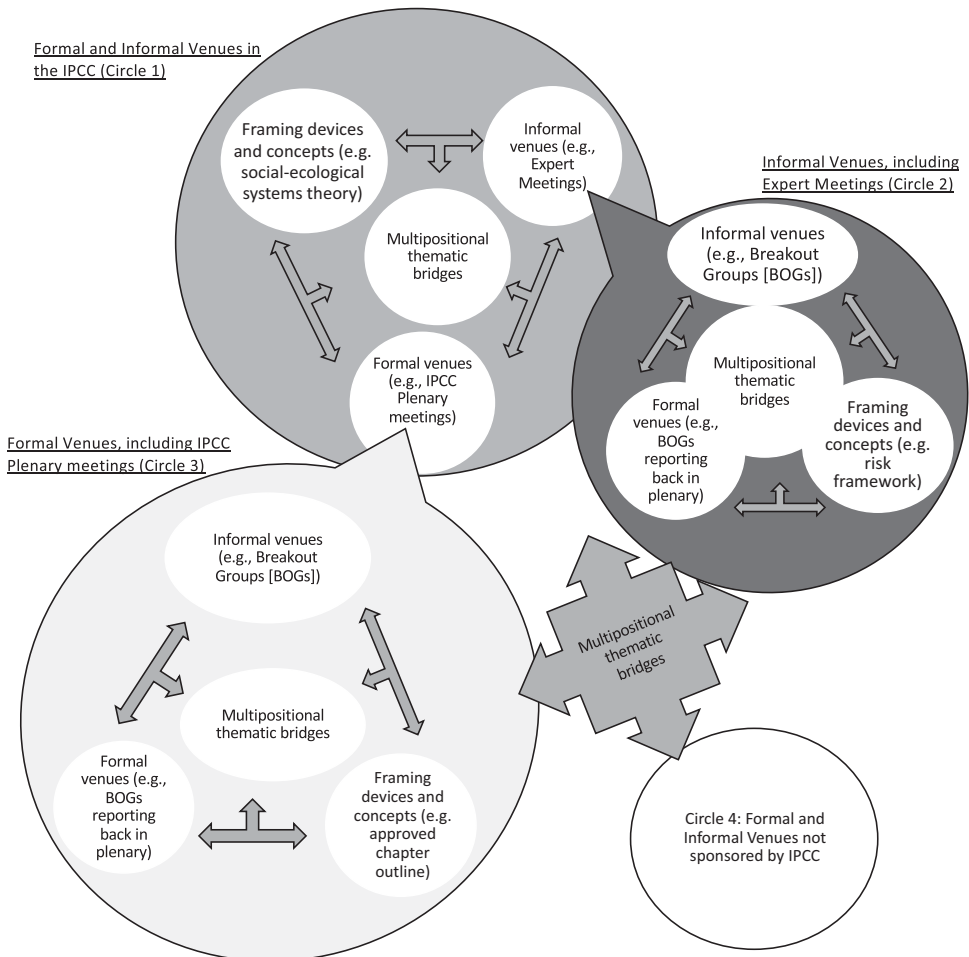 Formal and Informal Venues in
the IPCC (Circle 1)
Framing devices
and concepts (e.g.
social-ecological
systems theory)
Informal
venues (e.g.,
Expert
Meetings)
Multipositional
thematic
bridges
Formal venues
(e.g., IPCC
Plenary
meetings)
Informal Venues, including
Expert Meetings (Circle 2)
Informal venues
(e.g., Breakout
Groups [BOGs])
Multipositional
thematic
bridges
Formal
venues (e.g.,
BOGs
reporting
back in
plenary)
Framing
devices and
concepts (e.g.
risk
framework)
Formal Venues, including IPCC
Plenary meetings (Circle 3)
Informal venues
(e.g., Breakout
Groups [BOGs])
Multipositional
thematic bridges
Formal
venues (e.g.,
BOGs
reporting
back in
plenary)
Framing
devices and
concepts (e.g.
approved
chapter
outline)
Multipositional
thematic
bridges
Circle 4: Formal and
Informal Venues not
sponsored by IPCC